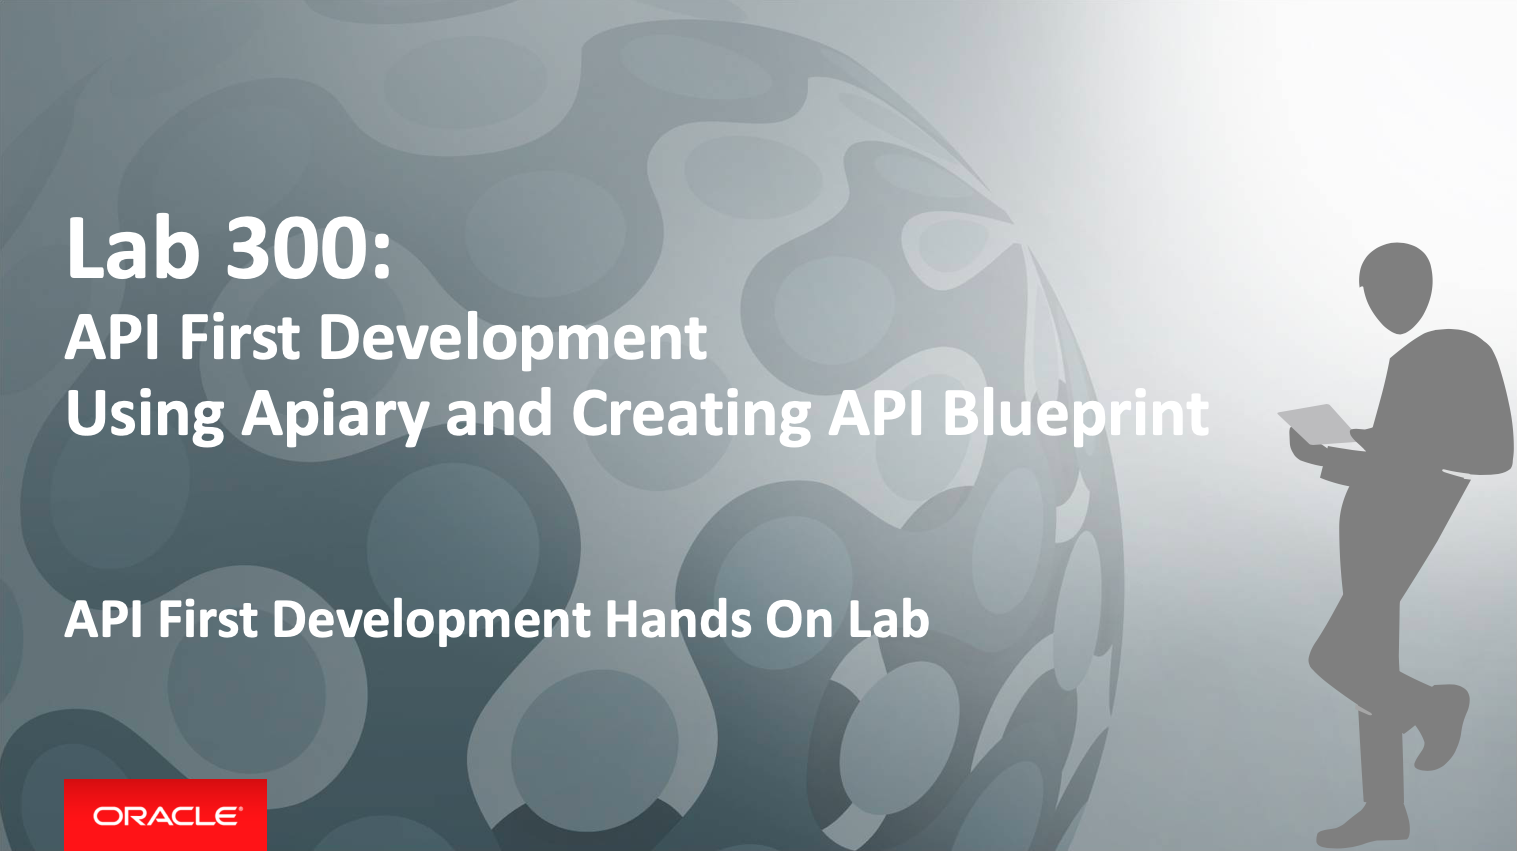 Lab 300:
API First Development
Using Apiary and Creating API Blueprint
API First Development Hands On Lab
ORACLE®